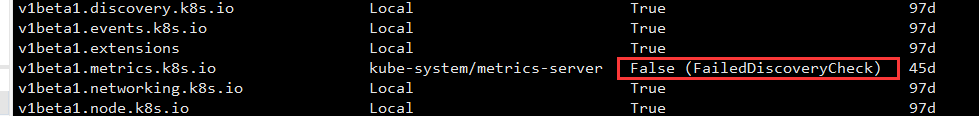 v1beta1.discovery.k8s.io Local True 97d
v1beta1.events.k8s.io Local True 97d
v1beta1.extensions Local True 97d
v1beta1.metrics.k8s.io kube-system/metrics-server False (FailedDiscoveryCheck) 45d
v1beta1.networking.k8s.io Local True 97d
v1beta1.node.k8s.io Local True 97d